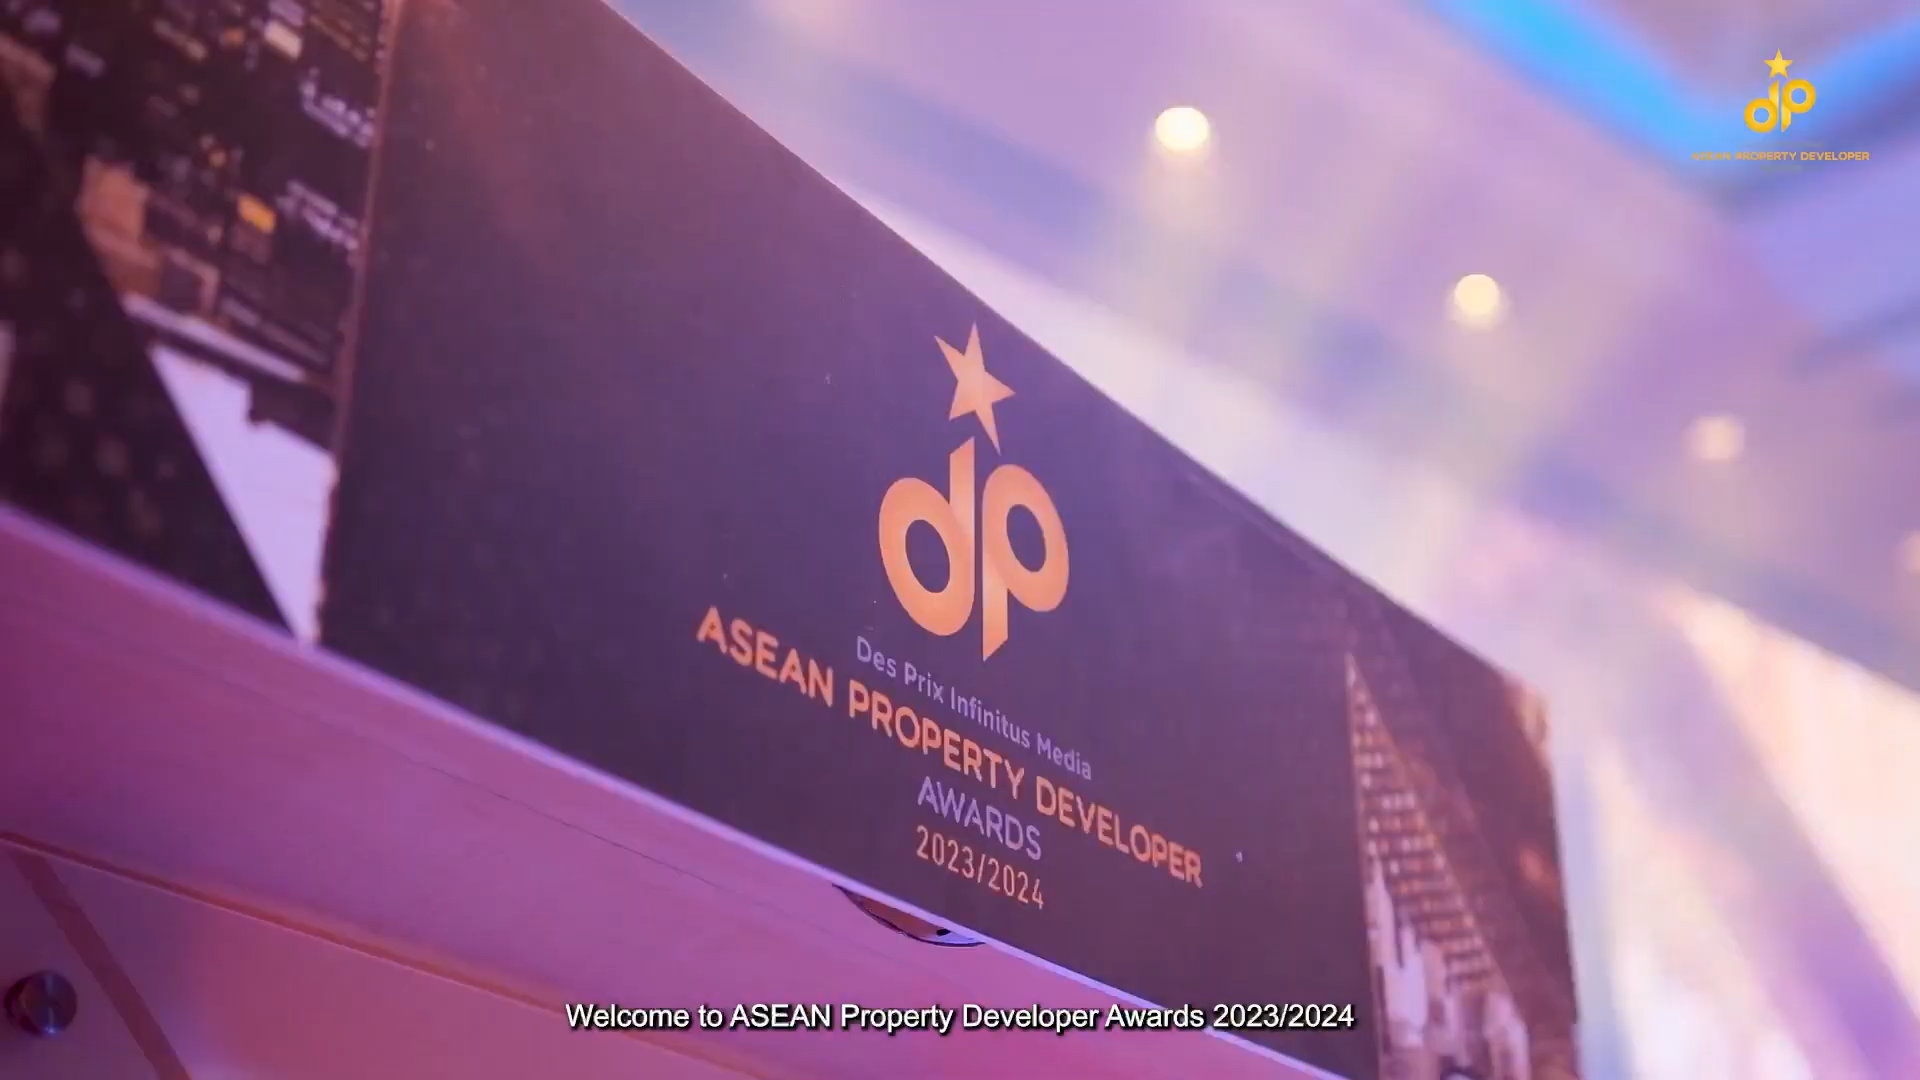 dp
ASEAN PROPERTY DEVELOPER
dp
Des Prix Infinitus Media
ASEAN PROPERTY DEVELOPER
AWARDS
2023/2024
Welcome to ASEAN Property Developer Awards 2023/2024